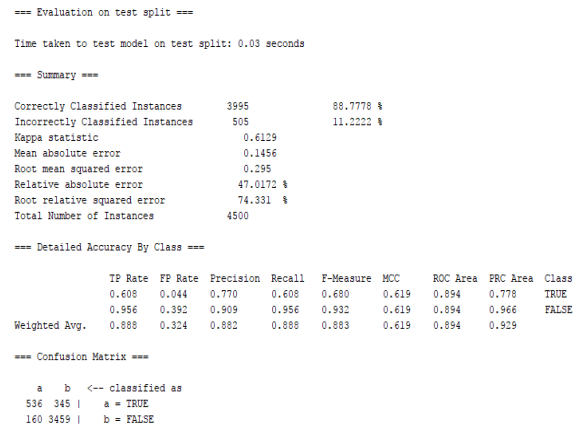 === Evaluation on test split ===
Time taken to test model on test split: 0.03 seconds
=== Summary ===
Correctly Classified Instances 3995 88.7778 %
Incorrectly Classified Instances 505 11.2222 %
Kappa statistic 0.6129
Mean absolute error 0.1456
Root mean squared error 0.295
Relative absolute error 47.0172 %
Root relative squared error 74.331 %
Total Number of Instances 4500
=== Detailed Accuracy By Class ===
TP Rate FP Rate Precision Recall F-Measure MCC ROC Area PRC Area Class
0.608 0.044 0.770 0.608 0.680 0.619 0.894 0.778 TRUE
0.956 0.392 0.909 0.956 0.932 0.619 0.894 0.966 FALSE
Weighted Avg. 0.888 0.324 0.882 0.888 0.883 0.619 0.894 0.929
=== Confusion Matrix ===
a b <-- classified as
536 345 | a = TRUE
160 3459 | b = FALSE